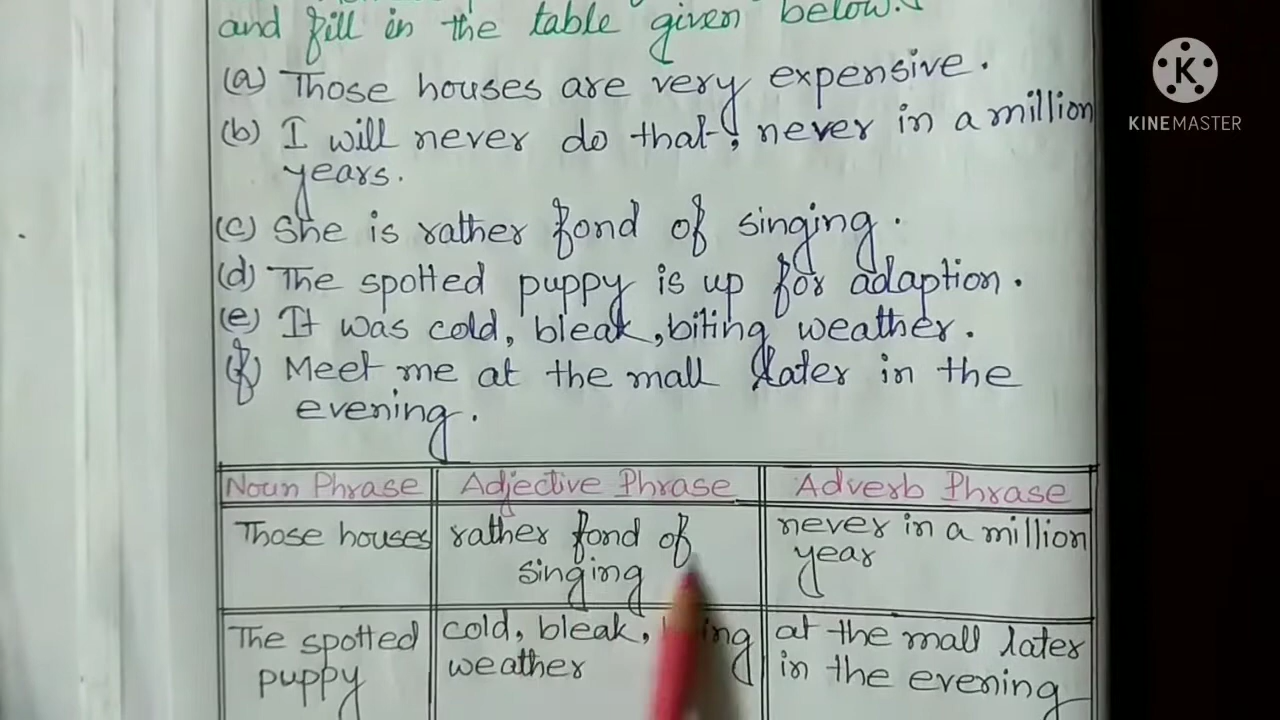 and fill in the table given below.
K
KINEMASTER
(a) Those houses are very expensive.
(b) I will never do that, never in a million
years.
(c) She is rather fond of singing.
(d) The spotted puppy is up for adaption.
(e) It was cold, bleak, biting weather.
(f) Meet me at the mall later in the
evening.
Noun Phrase Adjective Phrase Adverb Phrase
Those houses rather fond of never in a million
singing year
The spotted cold, bleak, at the mall later
puppy weather in the evening